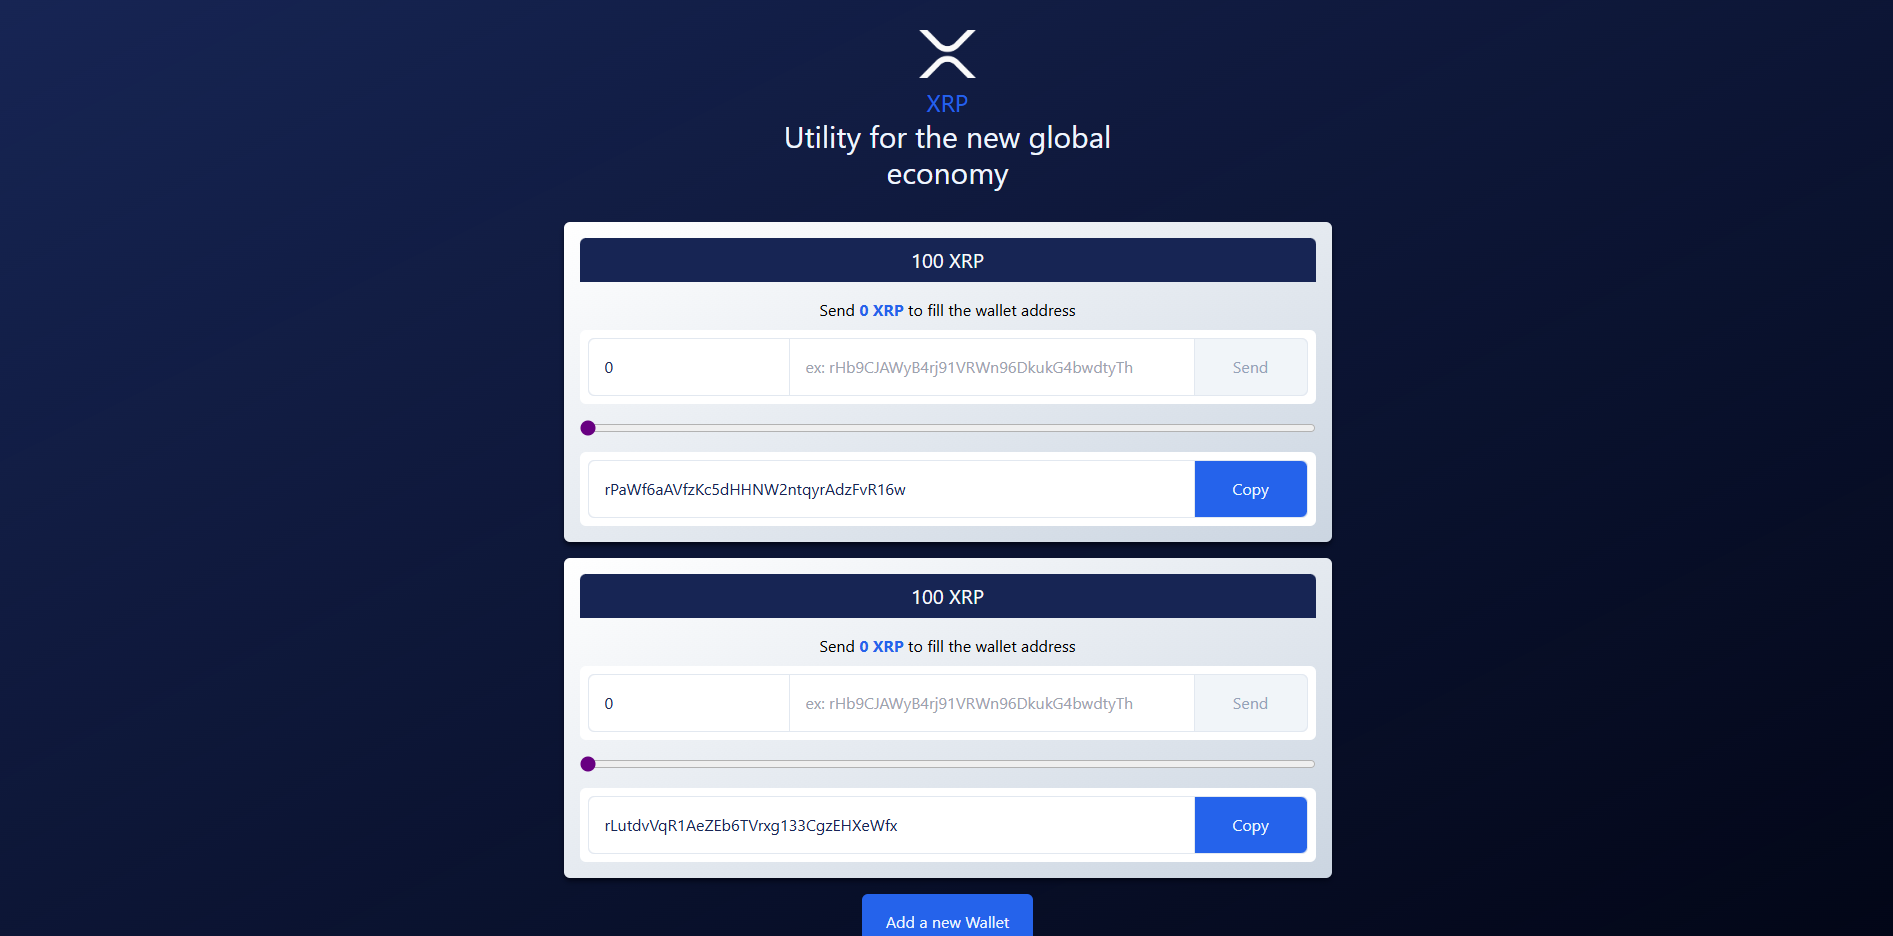 XRP
Utility for the new global
economy
100 XRP
Send 0 XRP to fill the wallet address
0
ex: rHb9CJAWyB4rj91VRWn96DkukG4bwdtyTh
Send
rPaWf6aAVfzKc5dHHNW2ntqyrAdzFvR16w
Copy
100 XRP
Send 0 XRP to fill the wallet address
0
ex: rHb9CJAWyB4rj91VRWn96DkukG4bwdtyTh
Send
rLutdvVqR1AeZEb6TVrxg133CgzEHXeWfx
Copy
Add a new Wallet